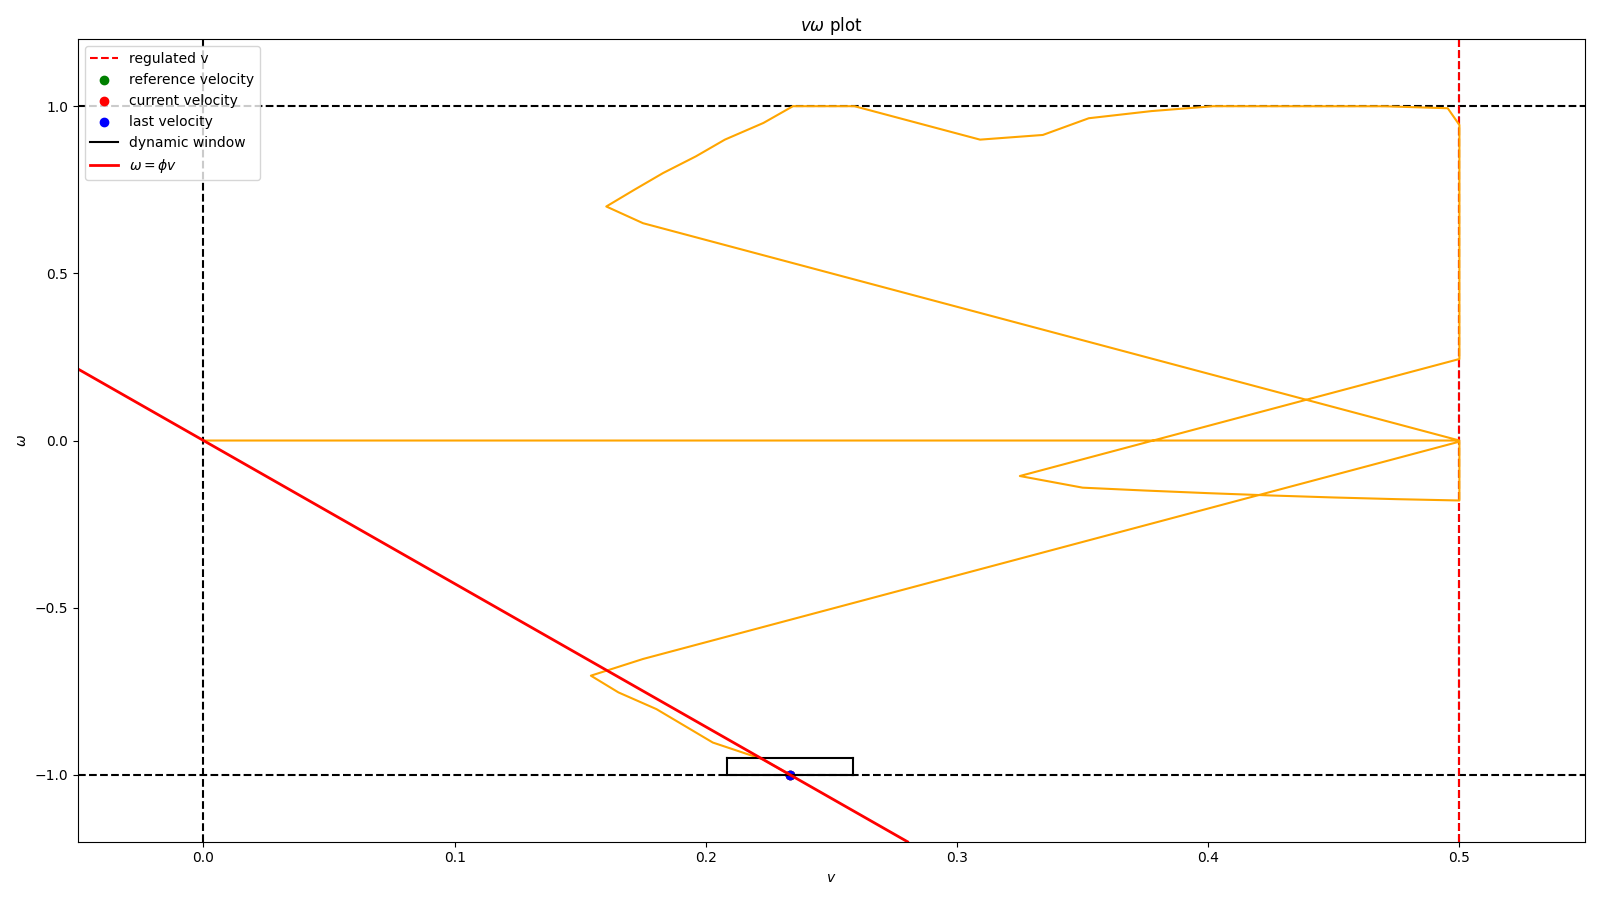 vω plot
regulated v
reference velocity
current velocity
last velocity
dynamic window
ω = ϕv
1.0
0.5
0.0
−0.5
−1.0
ω
0.0 0.1 0.2 0.3 0.4 0.5
v